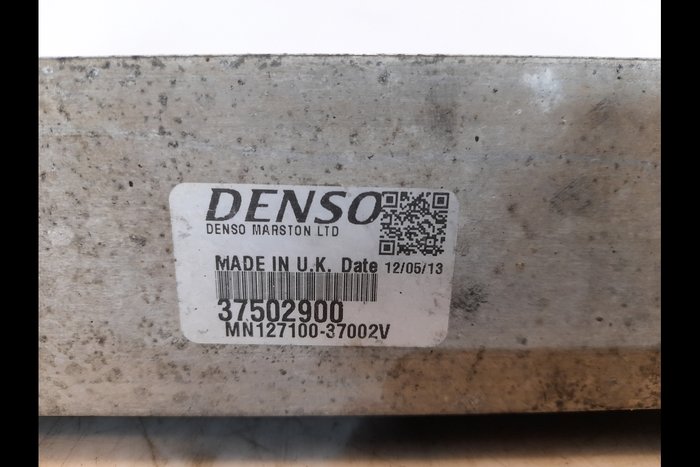 DENSO
DENSO MARSTON LTD
MADE IN U.K. Date 12/05/13
37502900
MN127100-37002V